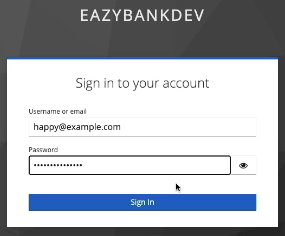 EAZYBANKDEV
Sign in to your account
Username or email
happy@example.com
Password
••••••••••••••
Sign In